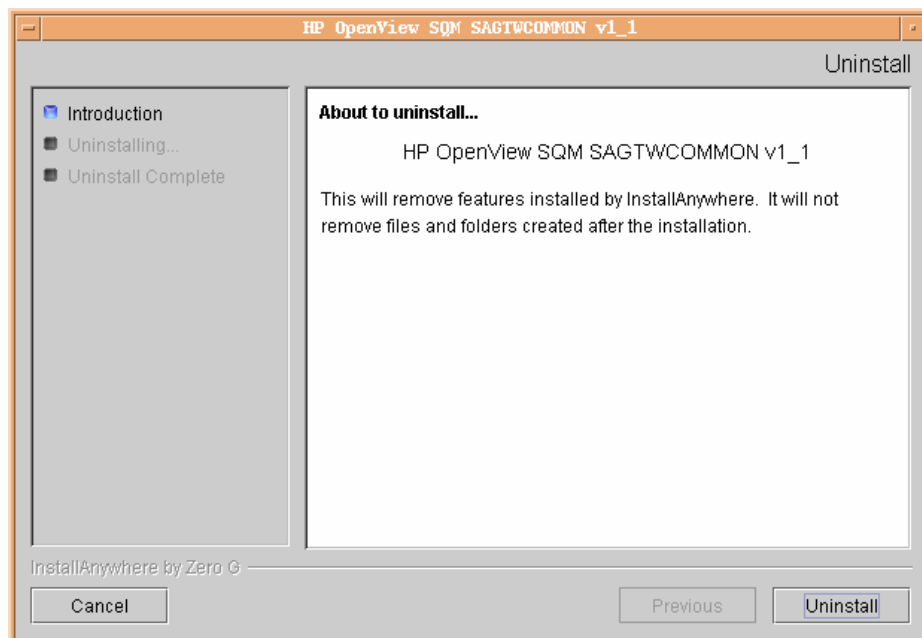 HP OpenView SQM SAGTWCOMMON v1_1
Uninstall
Introduction
Uninstalling...
Uninstall Complete
About to uninstall...
HP OpenView SQM SAGTWCOMMON v1_1
This will remove features installed by InstallAnywhere. It will not
remove files and folders created after the installation.
InstallAnywhere by Zero G
Cancel
Previous
Uninstall